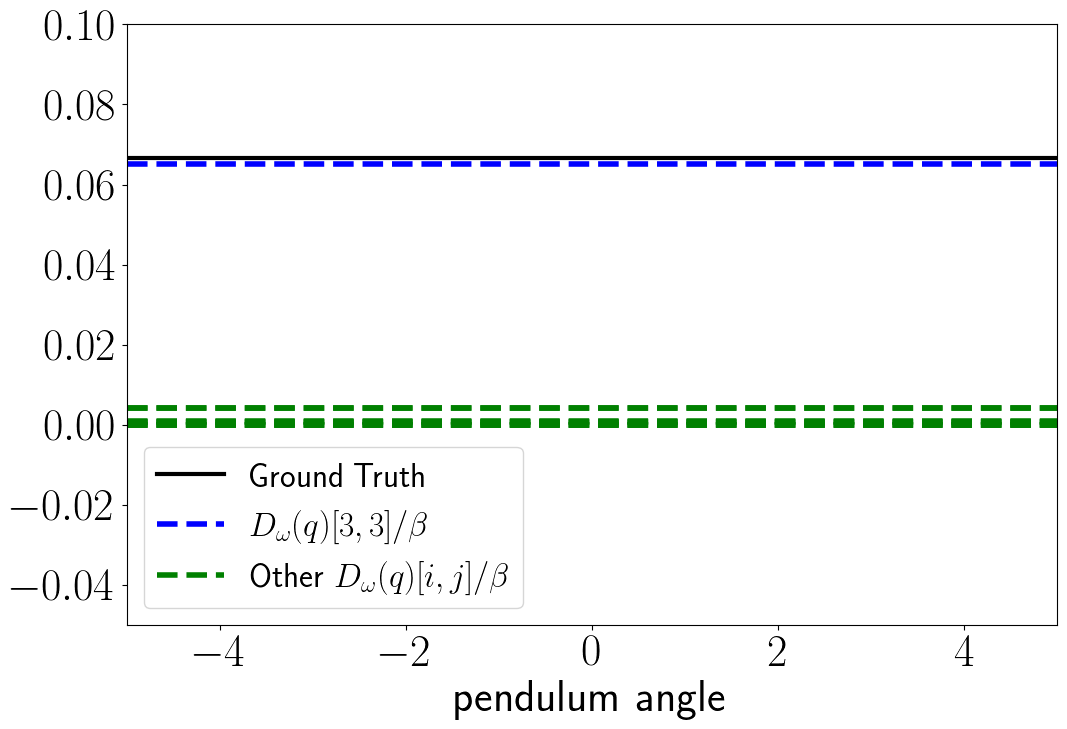 0.10
0.08
0.06
0.04
0.02
0.00
−0.02
−0.04
Ground Truth
$D_{\omega}(q)[3,3]/\beta$
Other $D_{\omega}(q)[i,j]/\beta$
−4 −2 0 2 4
pendulum angle